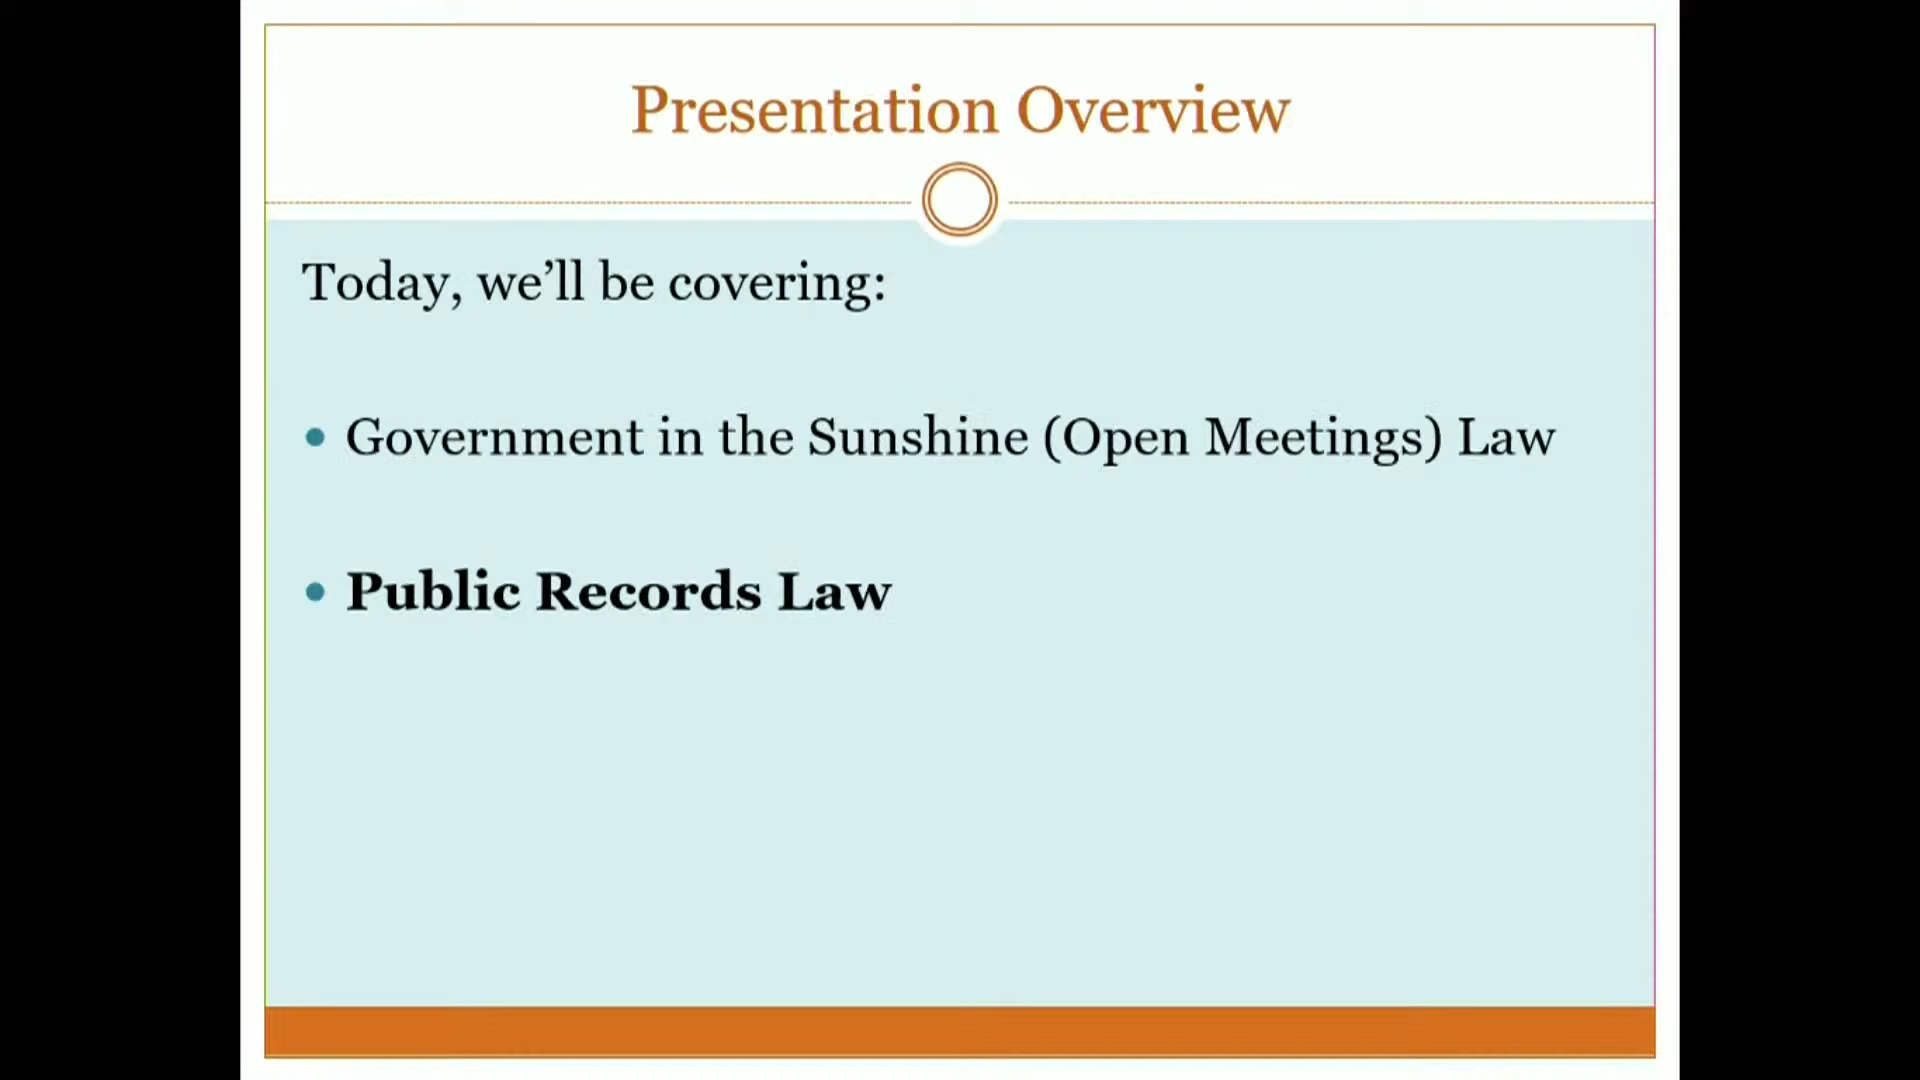 Presentation Overview
Today, we’ll be covering:
• Government in the Sunshine (Open Meetings) Law
• Public Records Law